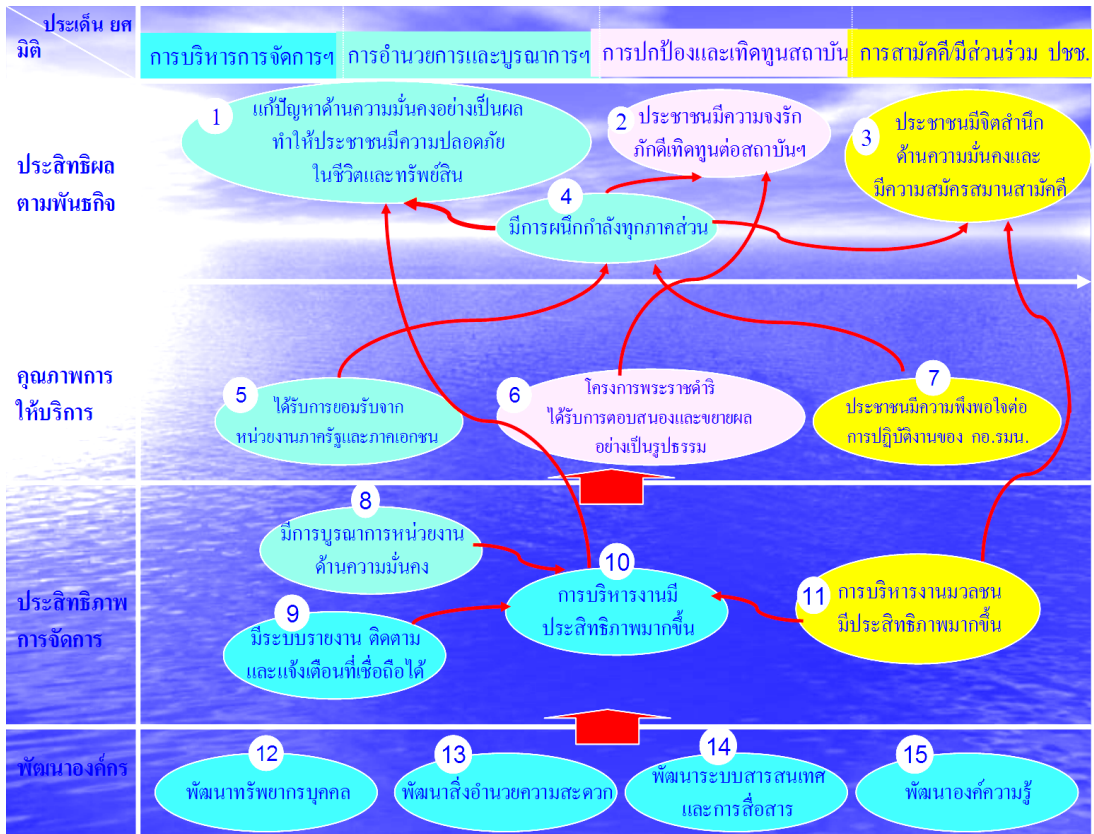 ประเด็น ยศ
มิติ
การบริหารการจัดการฯ
การอำนวยการและบูรณาการฯ
การปกป้องและเทิดทูนสถาบัน
การสามัคคี/มีส่วนร่วม ปชช.
ประสิทธิผล
ตามพันธกิจ
1
แก้ปัญหาด้านความมั่นคงอย่างเป็นผล
ทำให้ประชาชนมีความปลอดภัย
ในชีวิตและทรัพย์สิน
2
ประชาชนมีความจงรัก
ภักดีเทิดทูนต่อสถาบันฯ
3
ประชาชนมีจิตสำนึก
ด้านความมั่นคงและ
มีความสมัครสมานสามัคคี
4
มีการผนึกกำลังทุกภาคส่วน
คุณภาพการ
ให้บริการ
5
ได้รับการยอมรับจาก
หน่วยงานภาครัฐและภาคเอกชน
6
โครงการพระราชดำริ
ได้รับการตอบสนองและขยายผล
อย่างเป็นรูปธรรม
7
ประชาชนมีความพึงพอใจต่อ
การปฏิบัติงานของ กอ.รมน.
ประสิทธิภาพ
การจัดการ
8
มีการบูรณาการหน่วยงาน
ด้านความมั่นคง
9
มีระบบรายงาน ติดตาม
และแจ้งเตือนที่เชื่อถือได้
10
การบริหารงานมี
ประสิทธิภาพมากขึ้น
11
การบริหารงานมวลชน
มีประสิทธิภาพมากขึ้น
พัฒนาองค์กร
12
พัฒนาทรัพยากรบุคคล
13
พัฒนาสิ่งอำนวยความสะดวก
14
พัฒนาระบบสารสนเทศ
และการสื่อสาร
15
พัฒนาองค์ความรู้